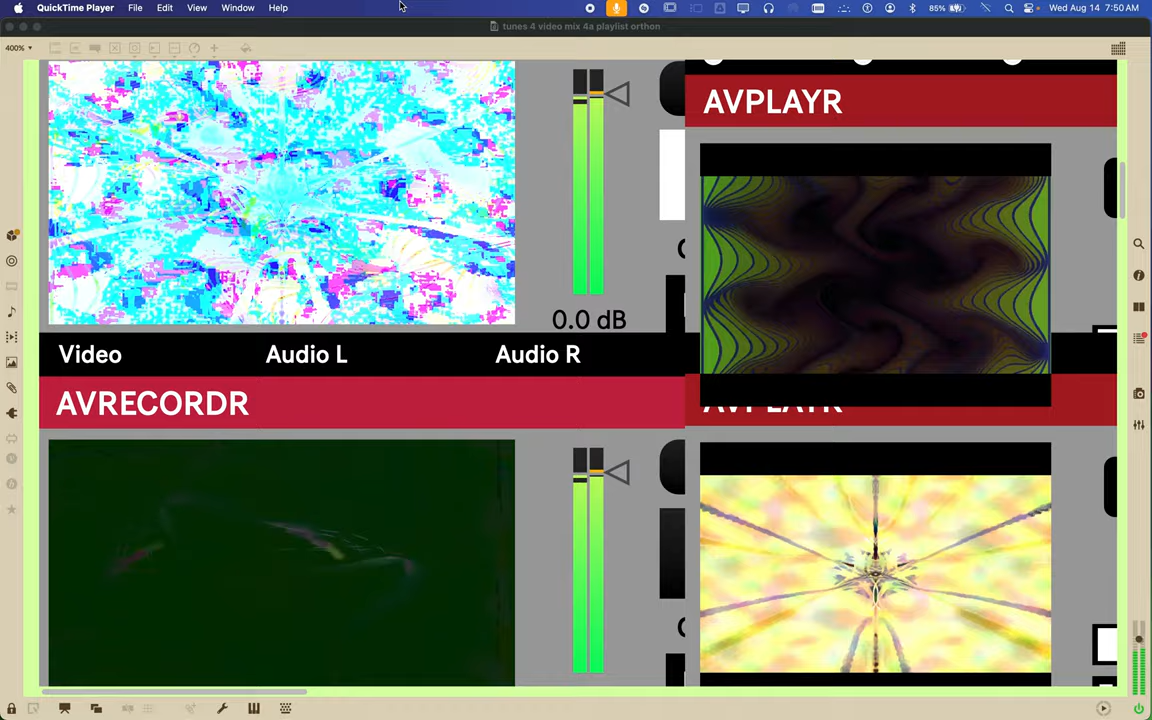 QuickTime Player File Edit View Window Help 85% Wed Aug 14 7:50 AM
tunes 4 video mix 4a playlist orthon
400%
AVPLAYR
0.0 dB
Video Audio L Audio R
AVRECORDR